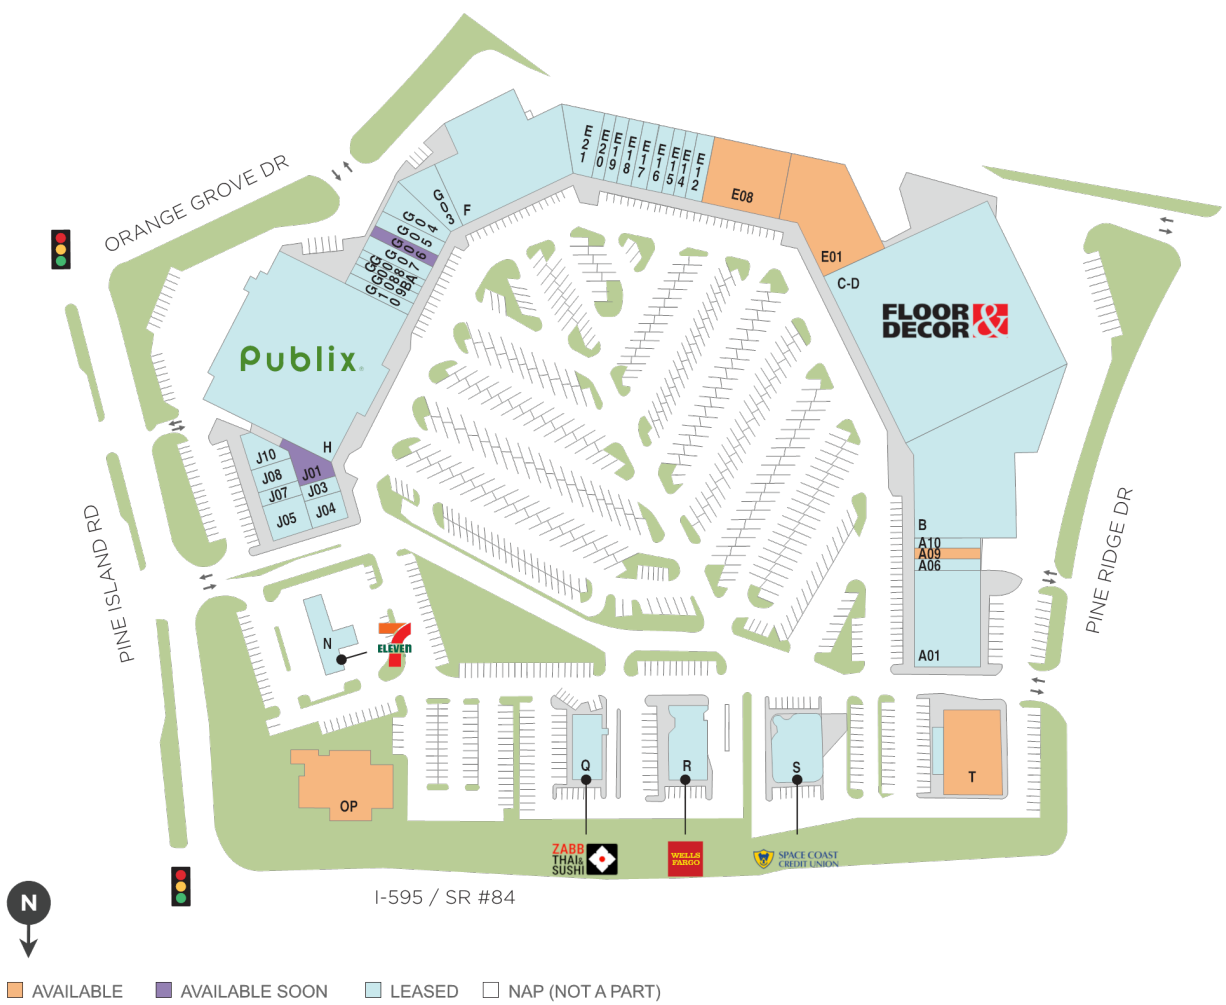 ORANGE GROVE DR
PINE ISLAND RD
PINE RIDGE DR
I-595 / SR #84
E21
E20
E19
E18
E17
E16
E15
E14
E12
E08
E01
F
G03
G04
G05
G06
G07
G08A
G08B
G09
G10
C-D
FLOOR &
DECOR
Publix
H
J10
J08
J07
J05
J01
J03
J04
B
A10
A09
A06
A01
N
7
ELEVEN
OP
Q
R
S
T
ZABB
THAI&
SUSHI
WELLS
FARGO
SPACE COAST
CREDIT UNION
N
AVAILABLE
AVAILABLE SOON
LEASED
NAP (NOT A PART)